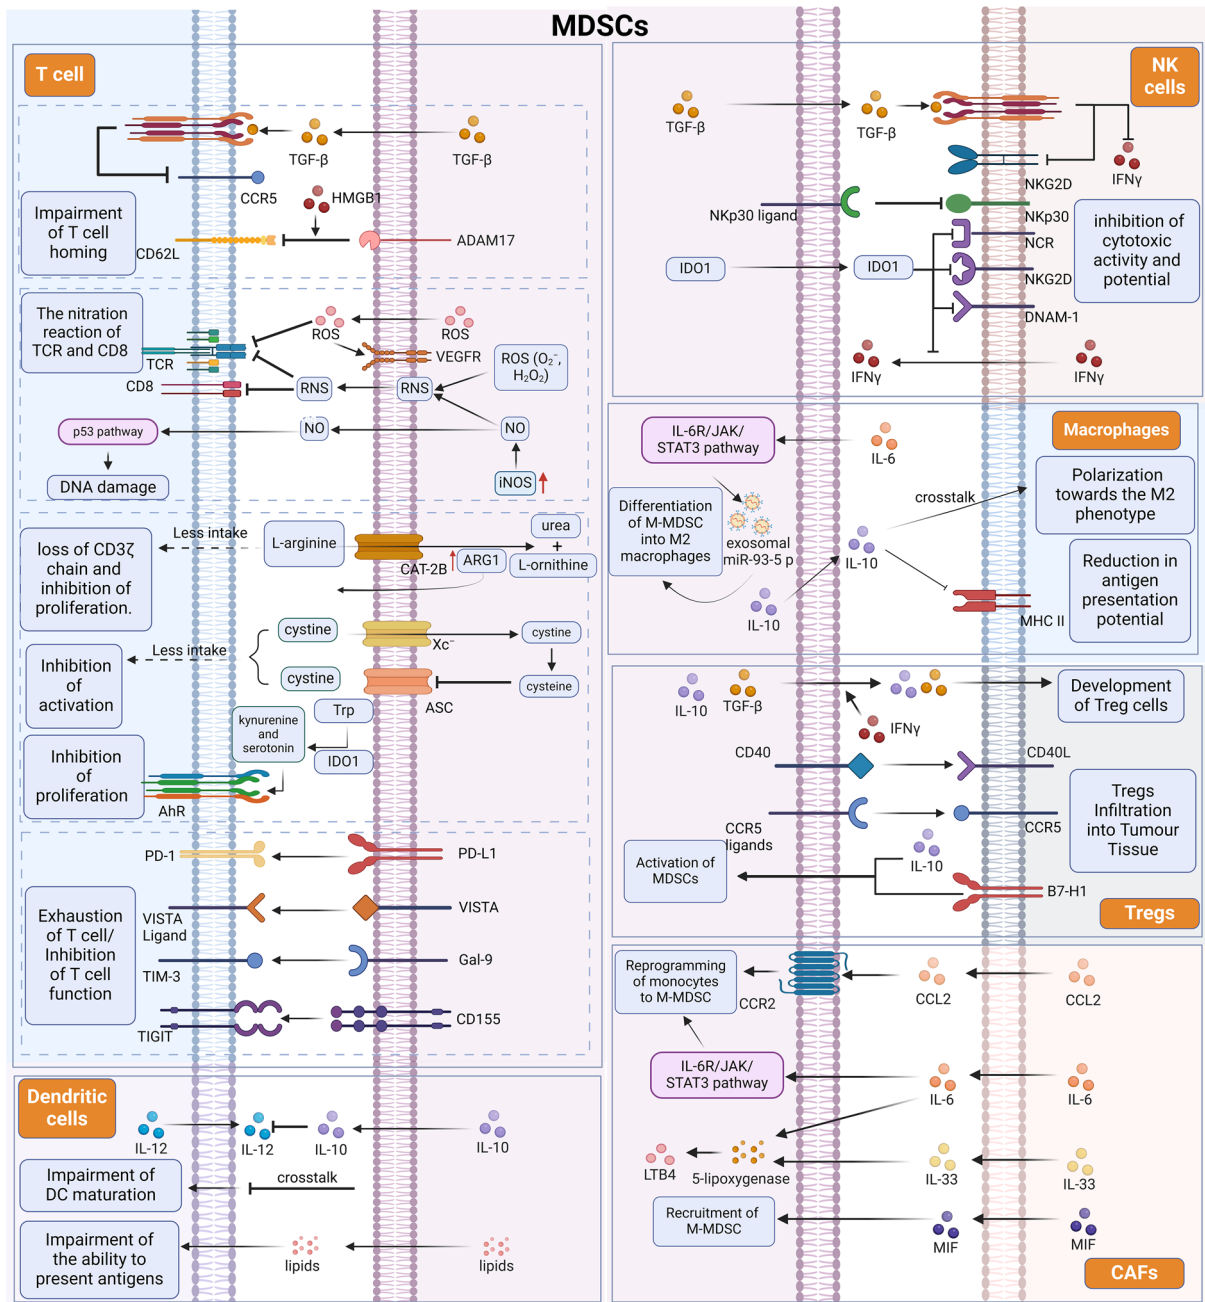 MDSCs
T cell
TGF-β
TGF-β
CCR5
HMGB1
Impairment
of T cell
homing
CD62L
ADAM17
The nitration
reaction of
TCR and CD8
ROS
ROS
TCR
VEGFR
ROS (O₂⁻,
H₂O₂)
CD8
RNS
RNS
p53 pathway
NO
NO
DNA damage
iNOS
loss of CD3ζ
chain and
inhibition of
proliferation.
Less intake
L-arginine
CAT-2B
ARG1
urea
+
L-ornithine
cystine
Xc⁻
cystine
Less intake
Inhibition
of
activation
cystine
ASC
cysteine
Trp
kynurenine
and
serotonin
IDO1
Inhibition
of
proliferation
AhR
PD-1
PD-L1
Exhaustion
of T cell/
Inhibition
of T cell
function
VISTA
Ligand
VISTA
TIM-3
Gal-9
TIGIT
CD155
Dendritic
cells
IL-12
IL-12
IL-10
IL-10
Impairment of
DC maturation
crosstalk
Impairment of
the ability to
present antigens
lipids
lipids
NK
cells
TGF-β
TGF-β
NKG2D
IFNγ
NKp30 ligand
NKp30
NCR
inhibition of
cytotoxic
activity and
potential
IDO1
IDO1
NKG2D
DNAM-1
IFNγ
IFNγ
IL-6R/JAK/
STAT3 pathway
IL-6
Macrophages
Differentiation
of M-MDSC
into M2
macrophages
exosomal
miR-93-5 p
IL-10
IL-10
crosstalk
Polarization
towards the M2
phenotype
Reduction in
antigen
presentation
potential
MHC II
IL-10
TGF-β
IFNγ
Development
of Treg cells
CD40
CD40L
CCR5
ligands
CCR5
Tregs
Infiltration
into Tumour
Tissue
IL-10
Activation of
MDSCs
B7-H1
Tregs
Reprogramming
of monocytes
to M-MDSC
CCR2
CCL2
CCL2
IL-6R/JAK/
STAT3 pathway
IL-6
IL-6
LTB4
5-lipoxygenase
IL-33
IL-33
Recruitment of
M-MDSC
MIF
MIF
CAFs